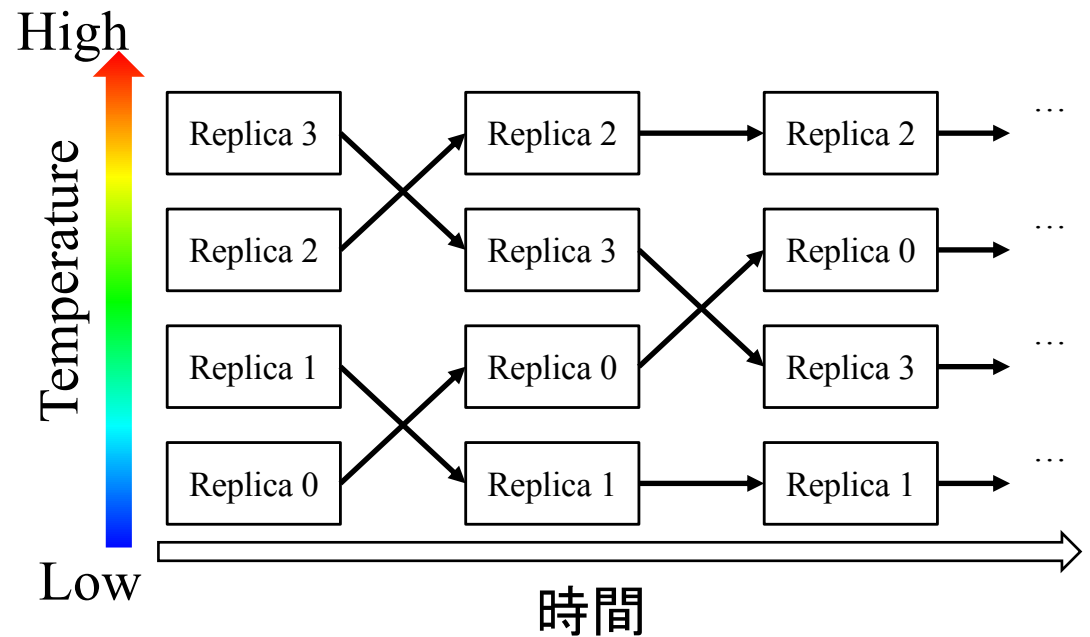 High
Temperature
Low
Replica 3
Replica 2
Replica 2
…
Replica 2
Replica 3
Replica 0
…
Replica 1
Replica 0
Replica 3
…
Replica 0
Replica 1
Replica 1
…
時間